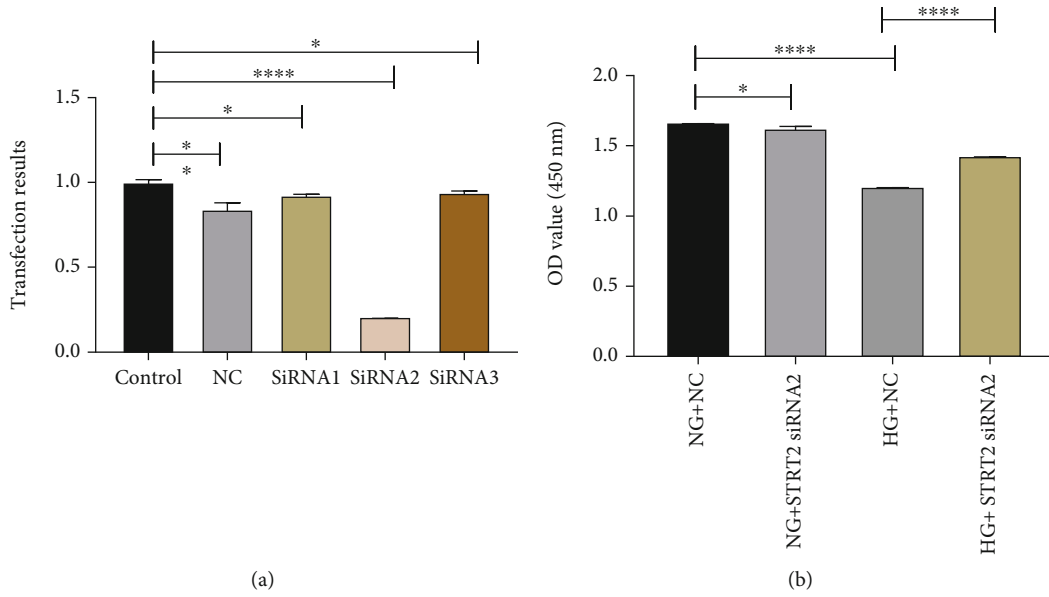 *
****
*
*
*
1.5
1.0
0.5
0.0
Transfection results
Control NC SiRNA1 SiRNA2 SiRNA3
(a)
****
****
*
2.0
1.5
1.0
0.5
0.0
OD value (450 nm)
NG+NC
NG+STRT2 siRNA2
HG+NC
HG+ STRT2 siRNA2
(b)